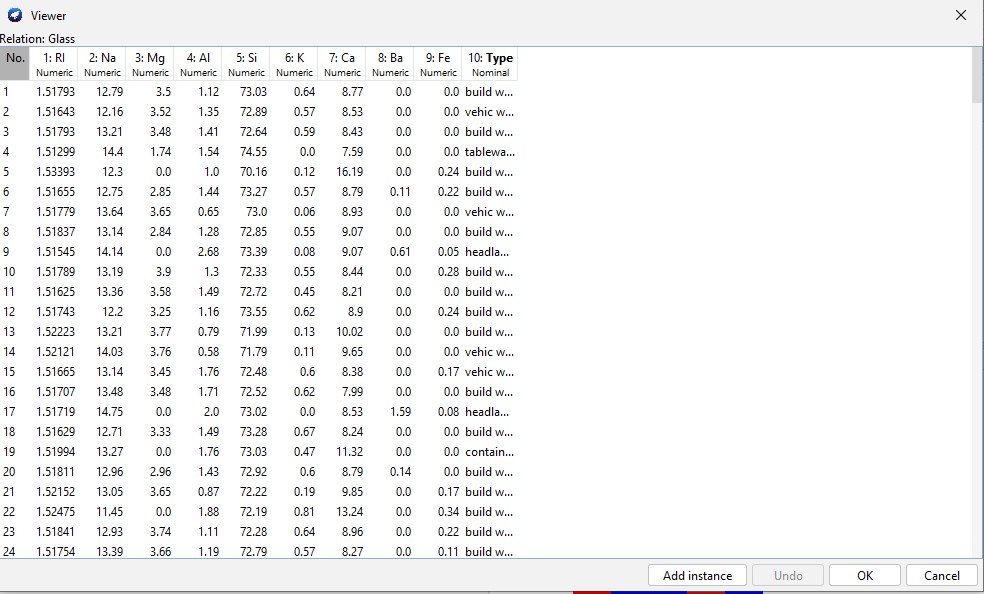 Viewer
Relation: Glass
No. 1: RI 2: Na 3: Mg 4: Al 5: Si 6: K 7: Ca 8: Ba 9: Fe 10: Type
Numeric Numeric Numeric Numeric Numeric Numeric Numeric Numeric Numeric Nominal
1 1.51793 12.79 3.5 1.12 73.03 0.64 8.77 0.0 0.0 build w...
2 1.51643 12.16 3.52 1.35 72.89 0.57 8.53 0.0 0.0 vehic w...
3 1.51793 13.21 3.48 1.41 72.64 0.59 8.43 0.0 0.0 build w...
4 1.51299 14.4 1.74 1.54 74.55 0.0 7.59 0.0 0.0 tablewa...
5 1.53393 12.3 0.0 1.0 70.16 0.12 16.19 0.0 0.24 build w...
6 1.51655 12.75 2.85 1.44 73.27 0.57 8.79 0.11 0.22 build w...
7 1.51779 13.64 3.65 0.65 73.0 0.06 8.93 0.0 0.0 vehic w...
8 1.51837 13.14 2.84 1.28 72.85 0.55 9.07 0.0 0.0 build w...
9 1.51545 14.14 0.0 2.68 73.39 0.08 9.07 0.61 0.05 headla...
10 1.51789 13.19 3.9 1.3 72.33 0.55 8.44 0.0 0.28 build w...
11 1.51625 13.36 3.58 1.49 72.72 0.45 8.21 0.0 0.0 build w...
12 1.51743 12.2 3.25 1.16 73.55 0.62 8.9 0.0 0.24 build w...
13 1.52223 13.21 3.77 0.79 71.99 0.13 10.02 0.0 0.0 build w...
14 1.52121 14.03 3.76 0.58 71.79 0.11 9.65 0.0 0.0 vehic w...
15 1.51665 13.14 3.45 1.76 72.48 0.6 8.38 0.0 0.17 vehic w...
16 1.51707 13.48 3.48 1.71 72.52 0.62 7.99 0.0 0.0 build w...
17 1.51719 14.75 0.0 2.0 73.02 0.0 8.53 1.59 0.08 headla...
18 1.51629 12.71 3.33 1.49 73.28 0.67 8.24 0.0 0.0 build w...
19 1.51994 13.27 0.0 1.76 73.03 0.47 11.32 0.0 0.0 contain...
20 1.51811 12.96 2.96 1.43 72.92 0.6 8.79 0.14 0.0 build w...
21 1.52152 13.05 3.65 0.87 72.22 0.19 9.85 0.0 0.17 build w...
22 1.52475 11.45 0.0 1.88 72.19 0.81 13.24 0.0 0.34 build w...
23 1.51841 12.93 3.74 1.11 72.28 0.64 8.96 0.0 0.22 build w...
24 1.51754 13.39 3.66 1.19 72.79 0.57 8.27 0.0 0.11 build w...
Add instance Undo OK Cancel